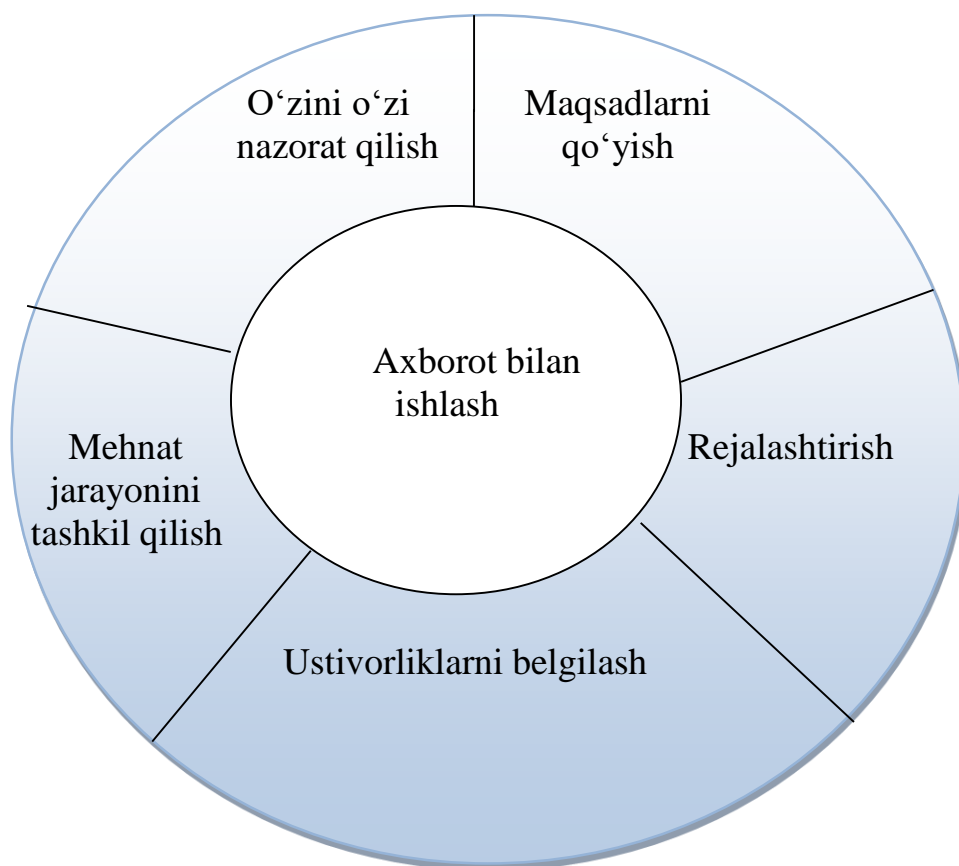 O‘zini o‘zi
nazorat qilish
Maqsadlarni
qo‘yish
Axborot bilan
ishlash
Mehnat
jarayonini
tashkil qilish
Rejalashtirish
Ustivorliklarni belgilash